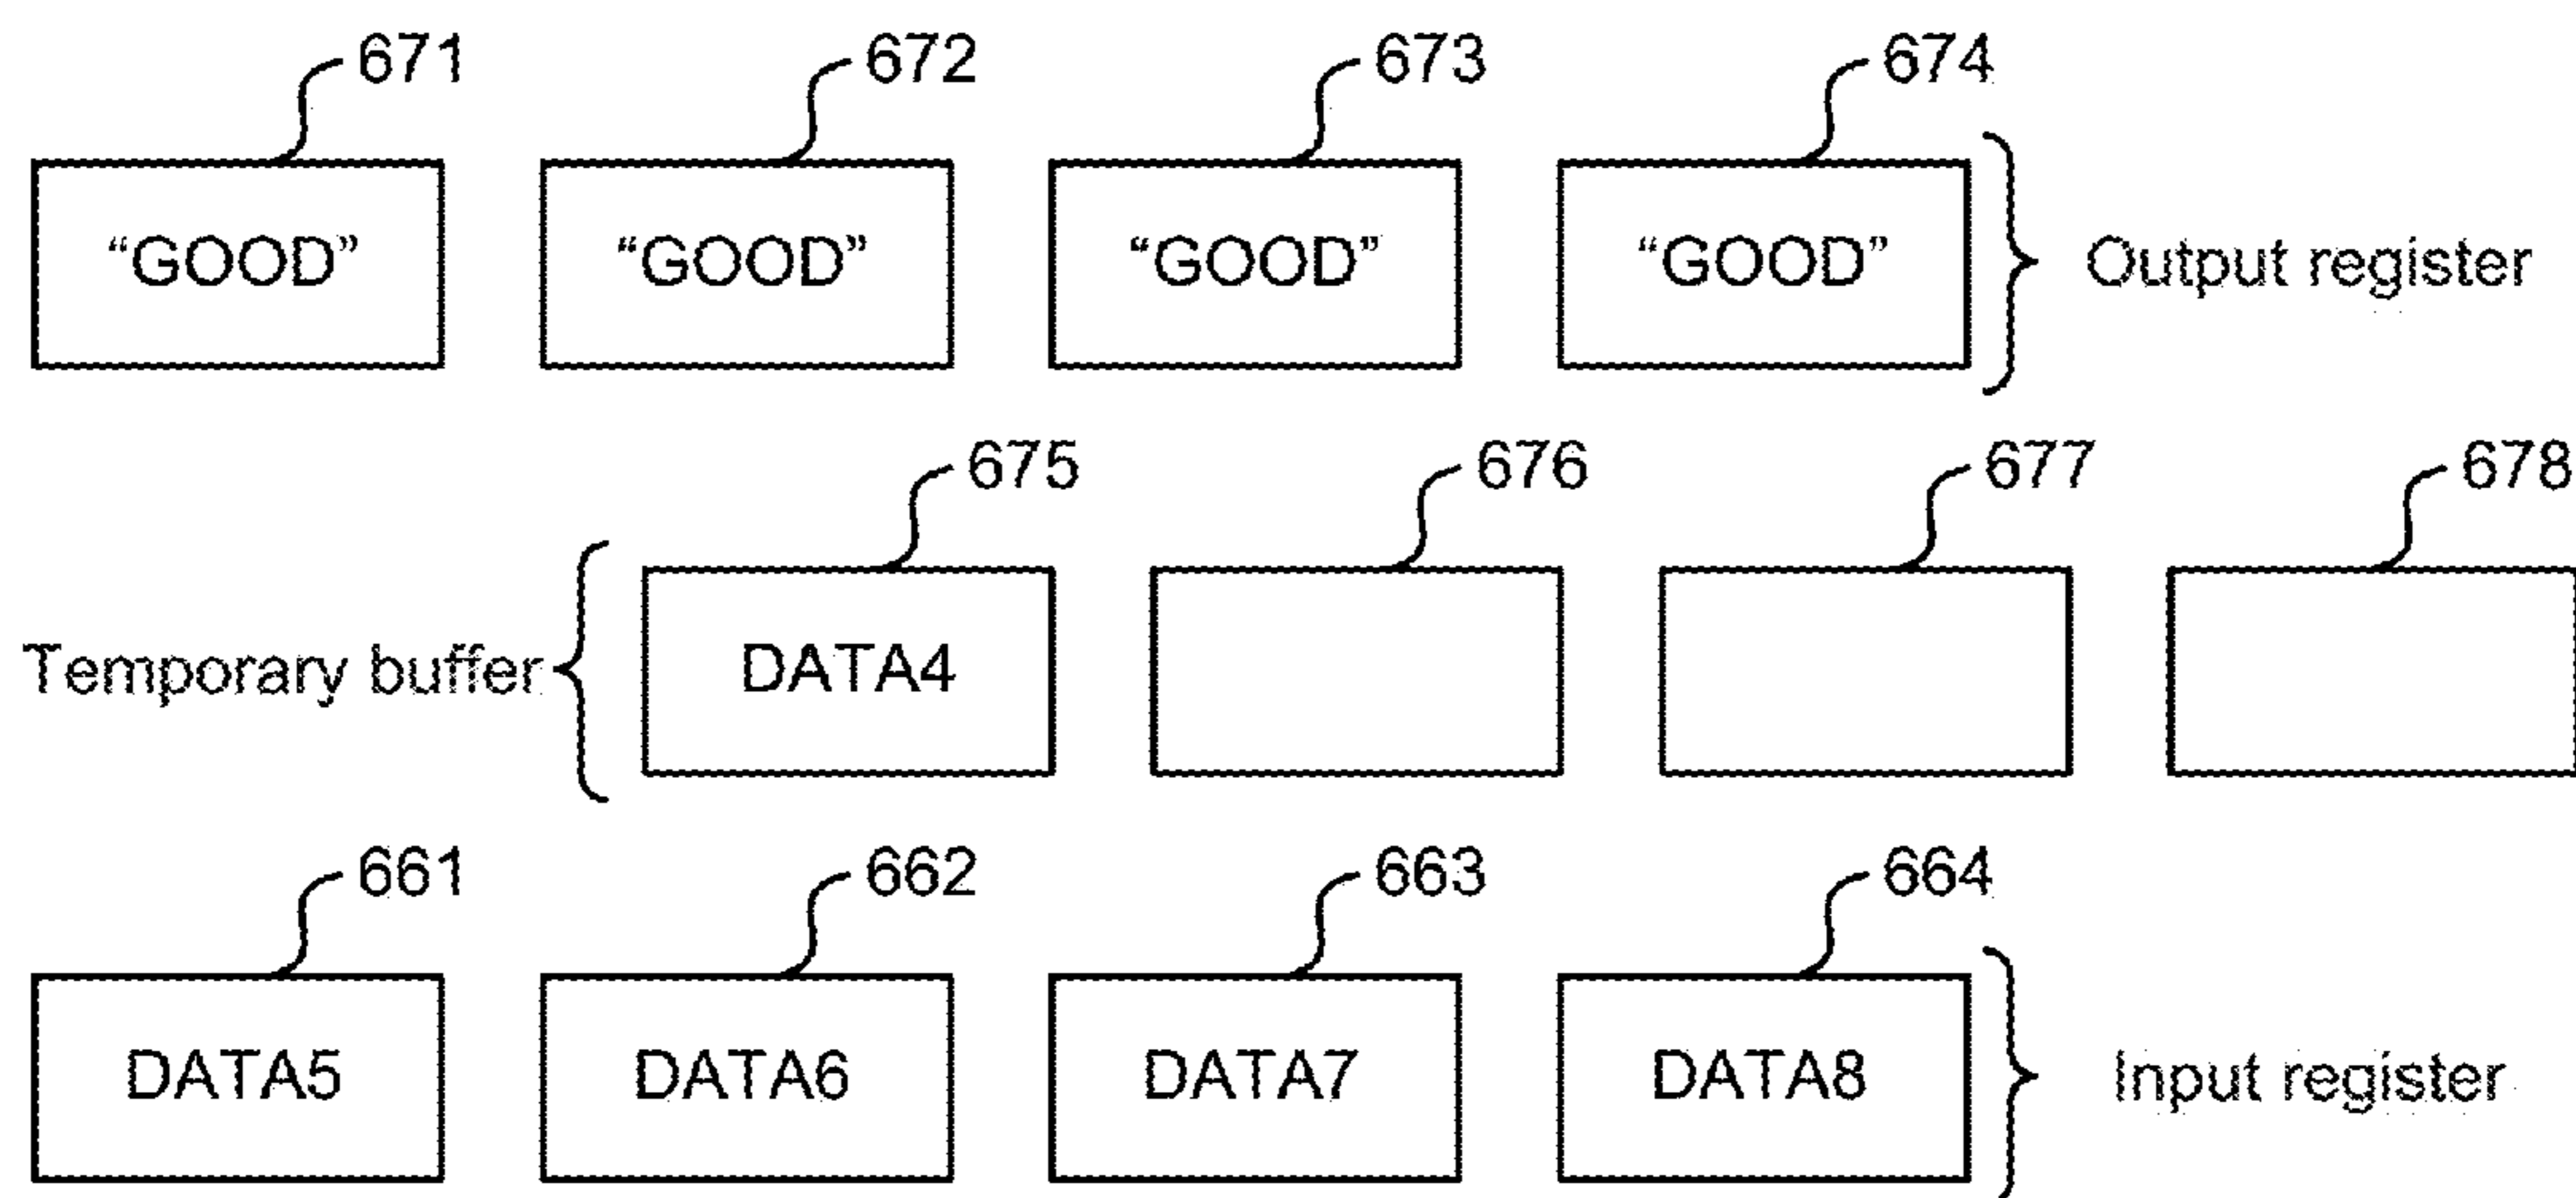 671 672 673 674
“GOOD” “GOOD” “GOOD” “GOOD” Output register
675 676 677 678
Temporary buffer DATA4
661 662 663 664
DATA5 DATA6 DATA7 DATA8 Input register